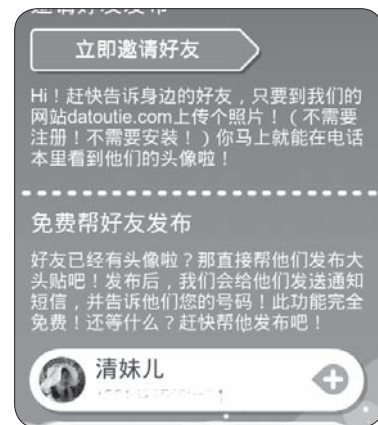 立即邀请好友
Hi！赶快告诉身边的好友，只要到我们的
网站datoutie.com上传个照片！（不需要
注册！不需要安装！）你马上就能在电话
本里看到他们的头像啦！
免费帮好友发布
好友已经有头像啦？那直接帮他们发布大
头贴吧！发布后，我们会给他们发送通知
短信，并告诉他们您的号码！此功能完全
免费！还等什么？赶快帮他发布吧！
清妹儿